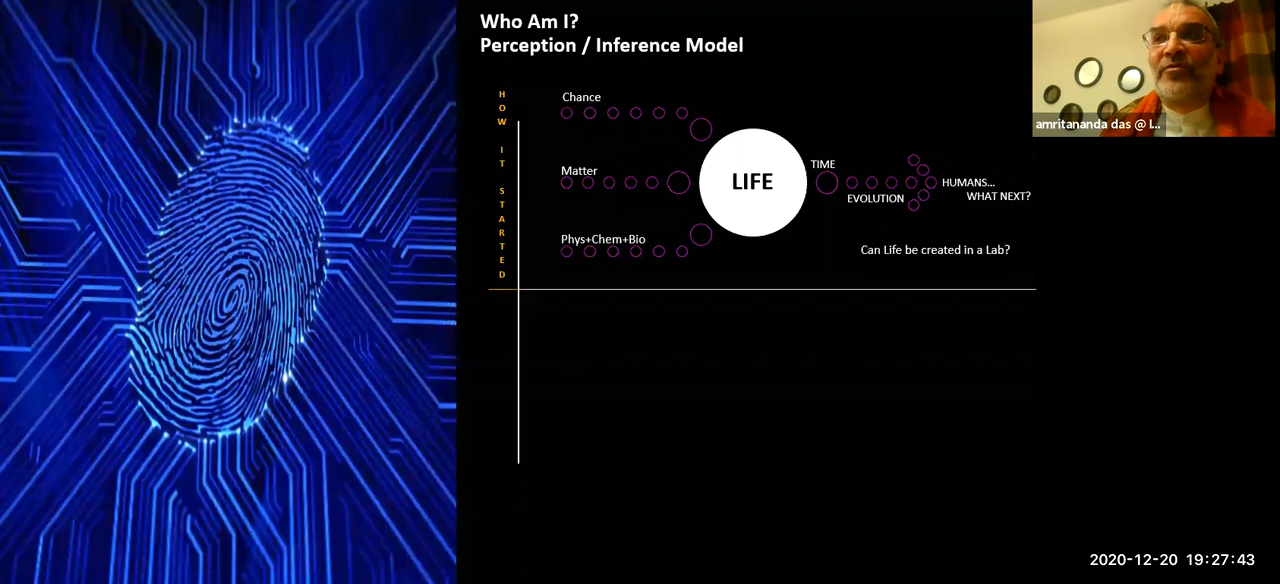 Who Am I?
Perception / Inference Model
HOW IT STARTED
Chance
Matter
Phys+Chem+Bio
LIFE
TIME
EVOLUTION
HUMANS...
WHAT NEXT?
Can Life be created in a Lab?
amritananda das @ I...
2020-12-20 19:27:43